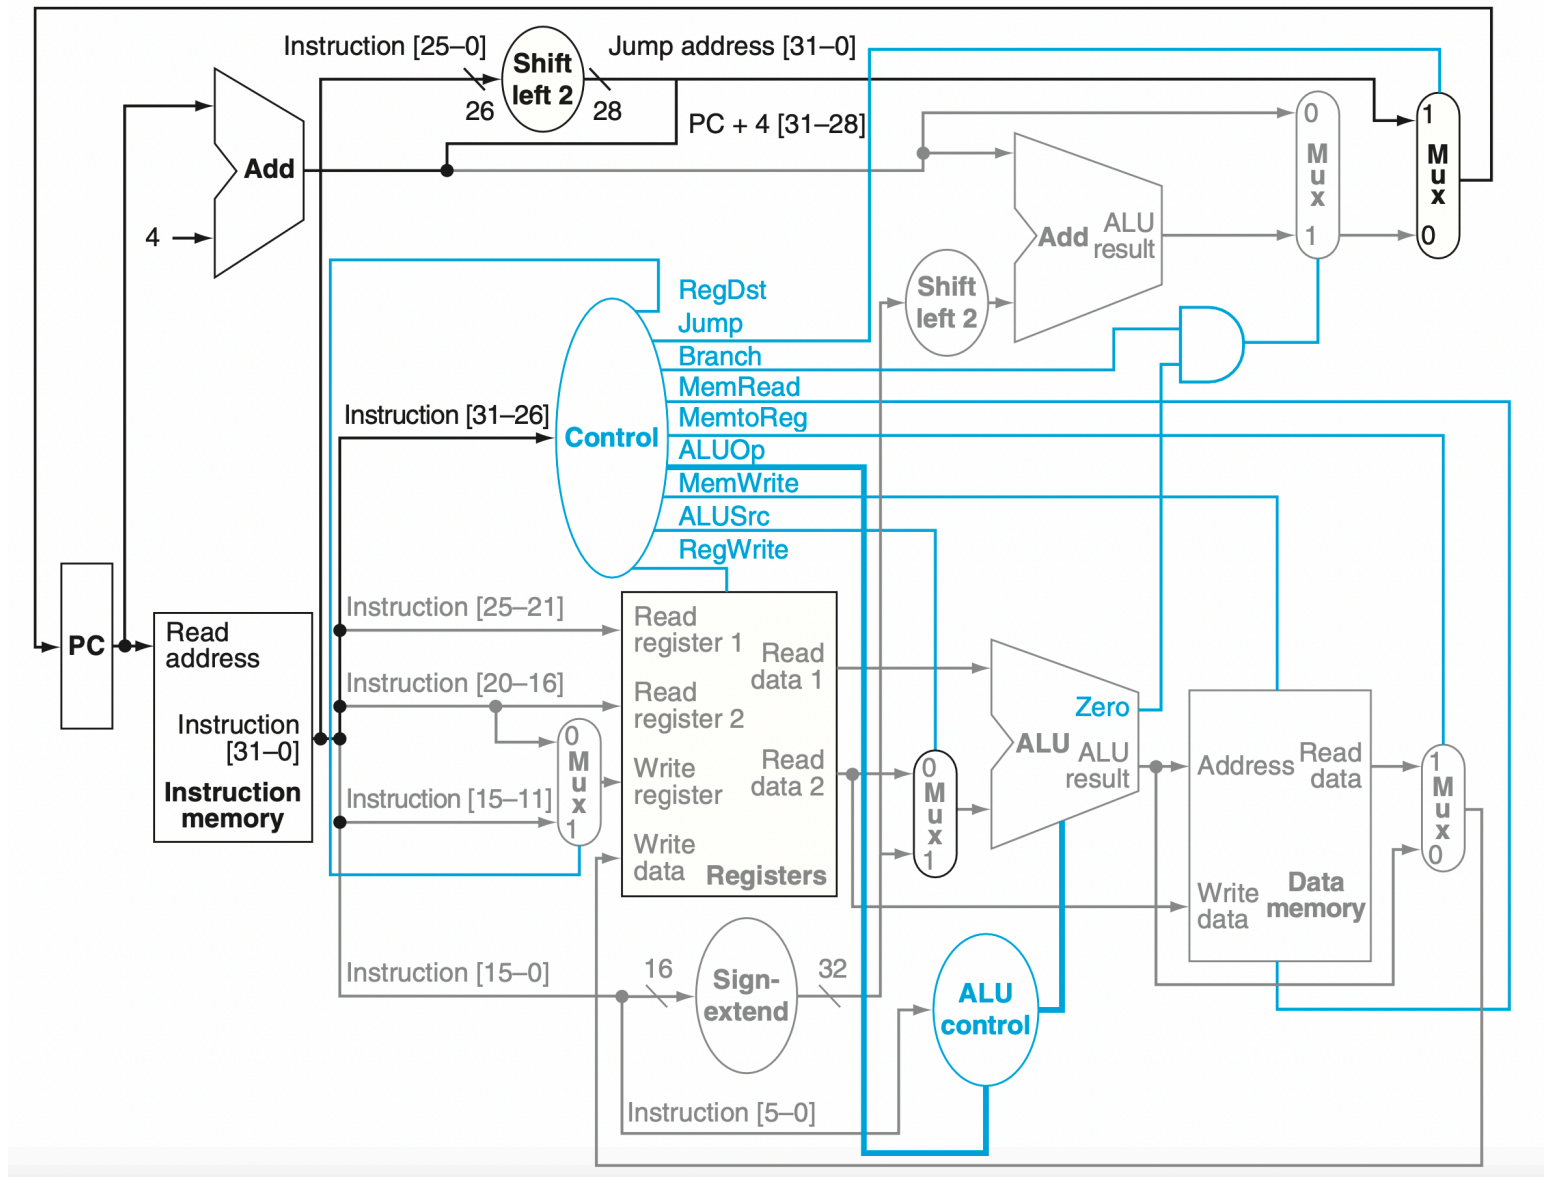 Instruction [25–0]
Shift
left 2
Jump address [31–0]
26
28
PC + 4 [31–28]
Add
4
0
M
u
x
1
1
M
u
x
0
Add
ALU
result
Shift
left 2
RegDst
Jump
Branch
MemRead
MemtoReg
ALUOp
MemWrite
ALUSrc
RegWrite
Instruction [31–26]
Control
PC
Read
address
Instruction
[31–0]
Instruction
memory
Instruction [25–21]
Instruction [20–16]
Instruction [15–11]
0
M
u
x
1
Read
register 1
Read
register 2
Write
register
Write
data
Read
data 1
Read
data 2
Registers
0
M
u
x
1
Zero
ALU
ALU
result
Address
Read
data
Write
data
Data
memory
1
M
u
x
0
Instruction [15–0]
16
Sign-
extend
32
ALU
control
Instruction [5–0]